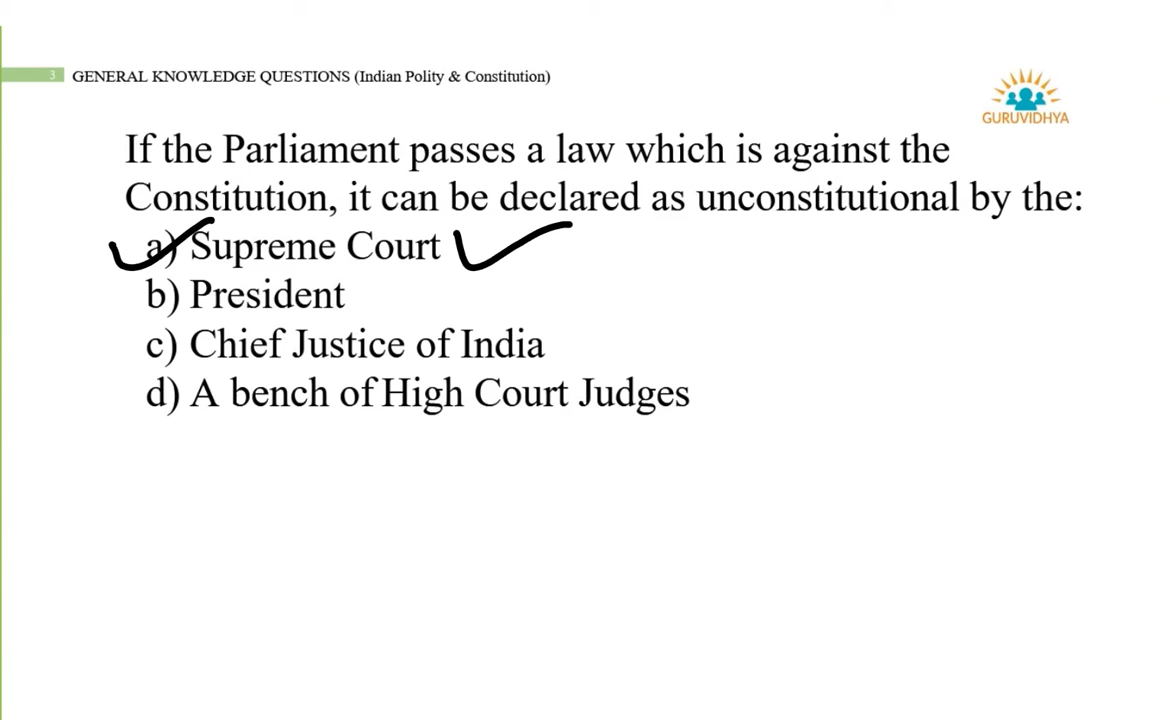 3 GENERAL KNOWLEDGE QUESTIONS (Indian Polity & Constitution)
GURUVIDHYA
If the Parliament passes a law which is against the
Constitution, it can be declared as unconstitutional by the:
a) Supreme Court
b) President
c) Chief Justice of India
d) A bench of High Court Judges